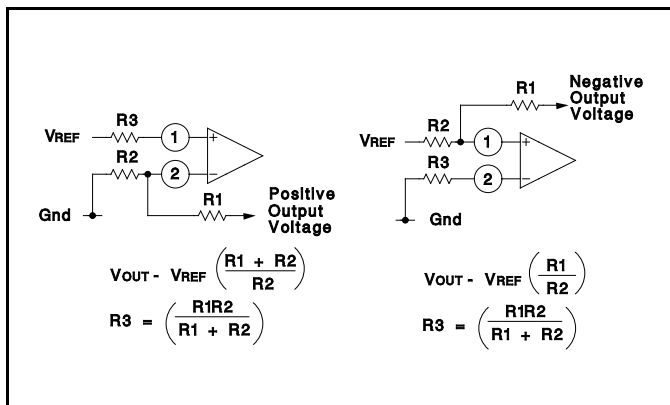 R3
VREF
1
+
R2
2
−
Gnd
R1
Positive
Output
Voltage
VOUT - VREF ( R1 + R2 / R2 )
R3 = ( R1R2 / R1 + R2 )
R1
Negative
Output
Voltage
R2
VREF
1
+
R3
2
−
Gnd
VOUT - VREF ( R1 / R2 )
R3 = ( R1R2 / R1 + R2 )